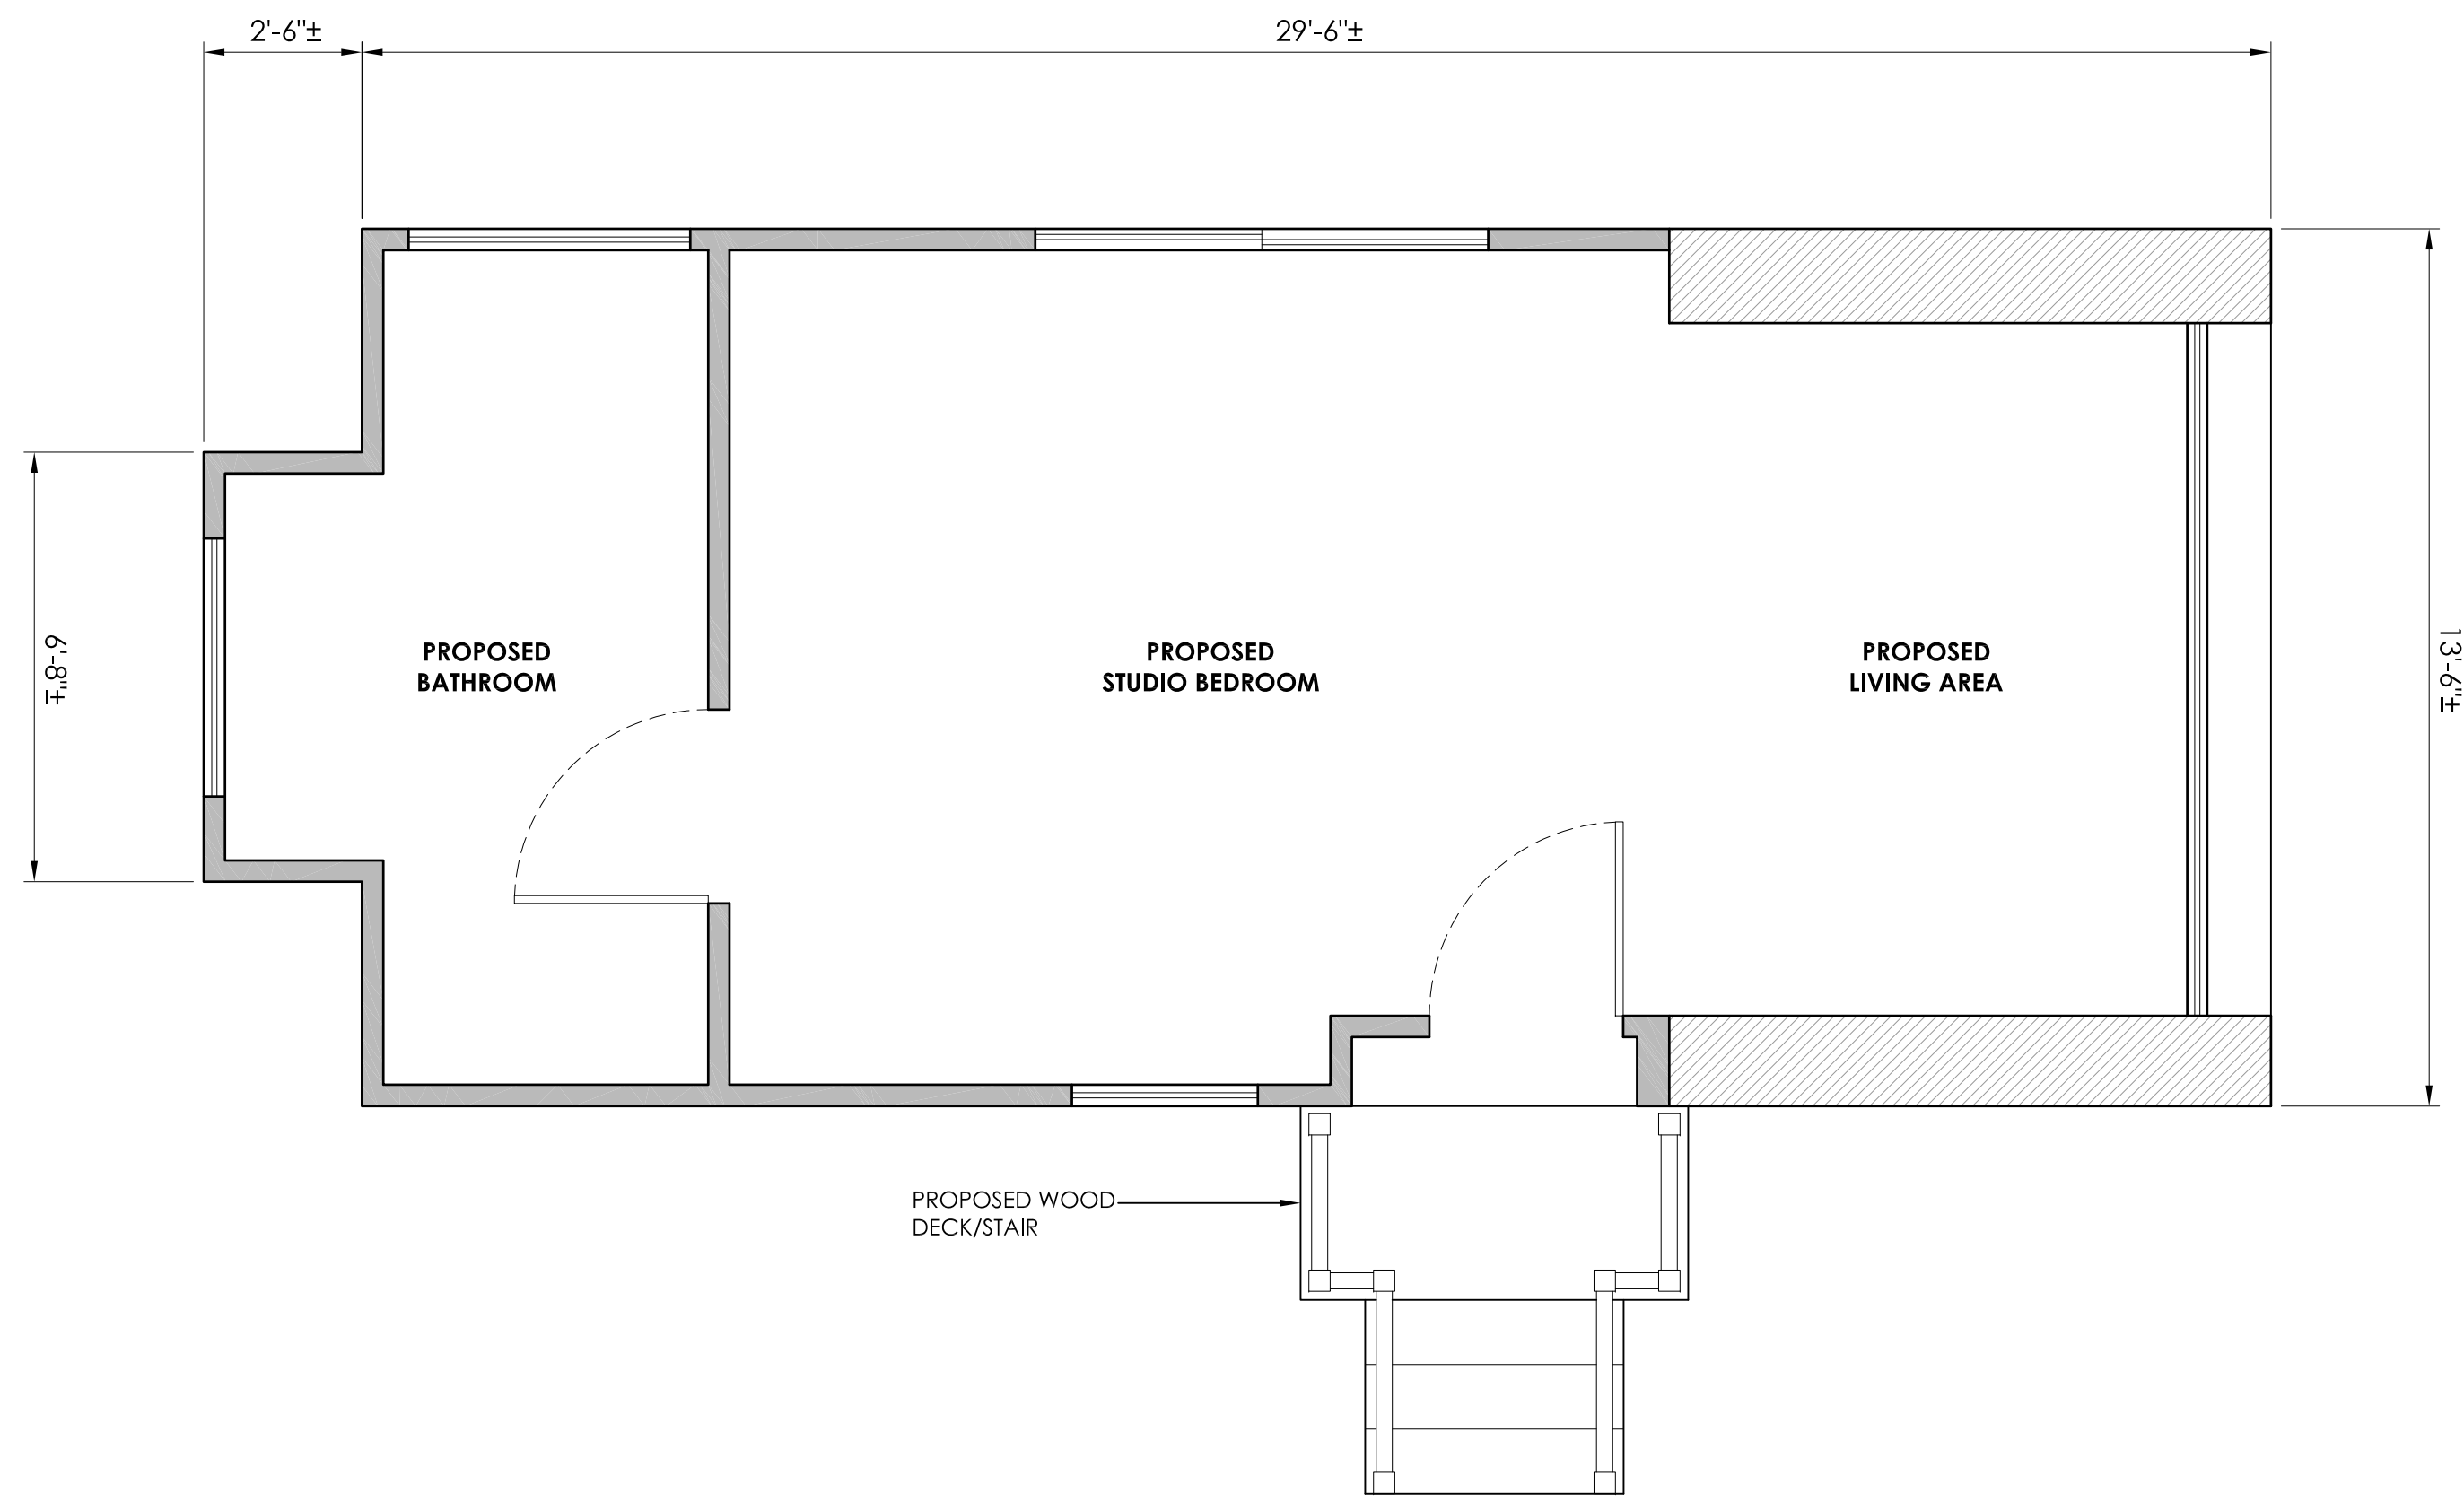 2'-6"±
29'-6"±
6'-8"±
13'-6"±
PROPOSED
BATHROOM
PROPOSED
STUDIO BEDROOM
PROPOSED
LIVING AREA
PROPOSED WOOD
DECK/STAIR